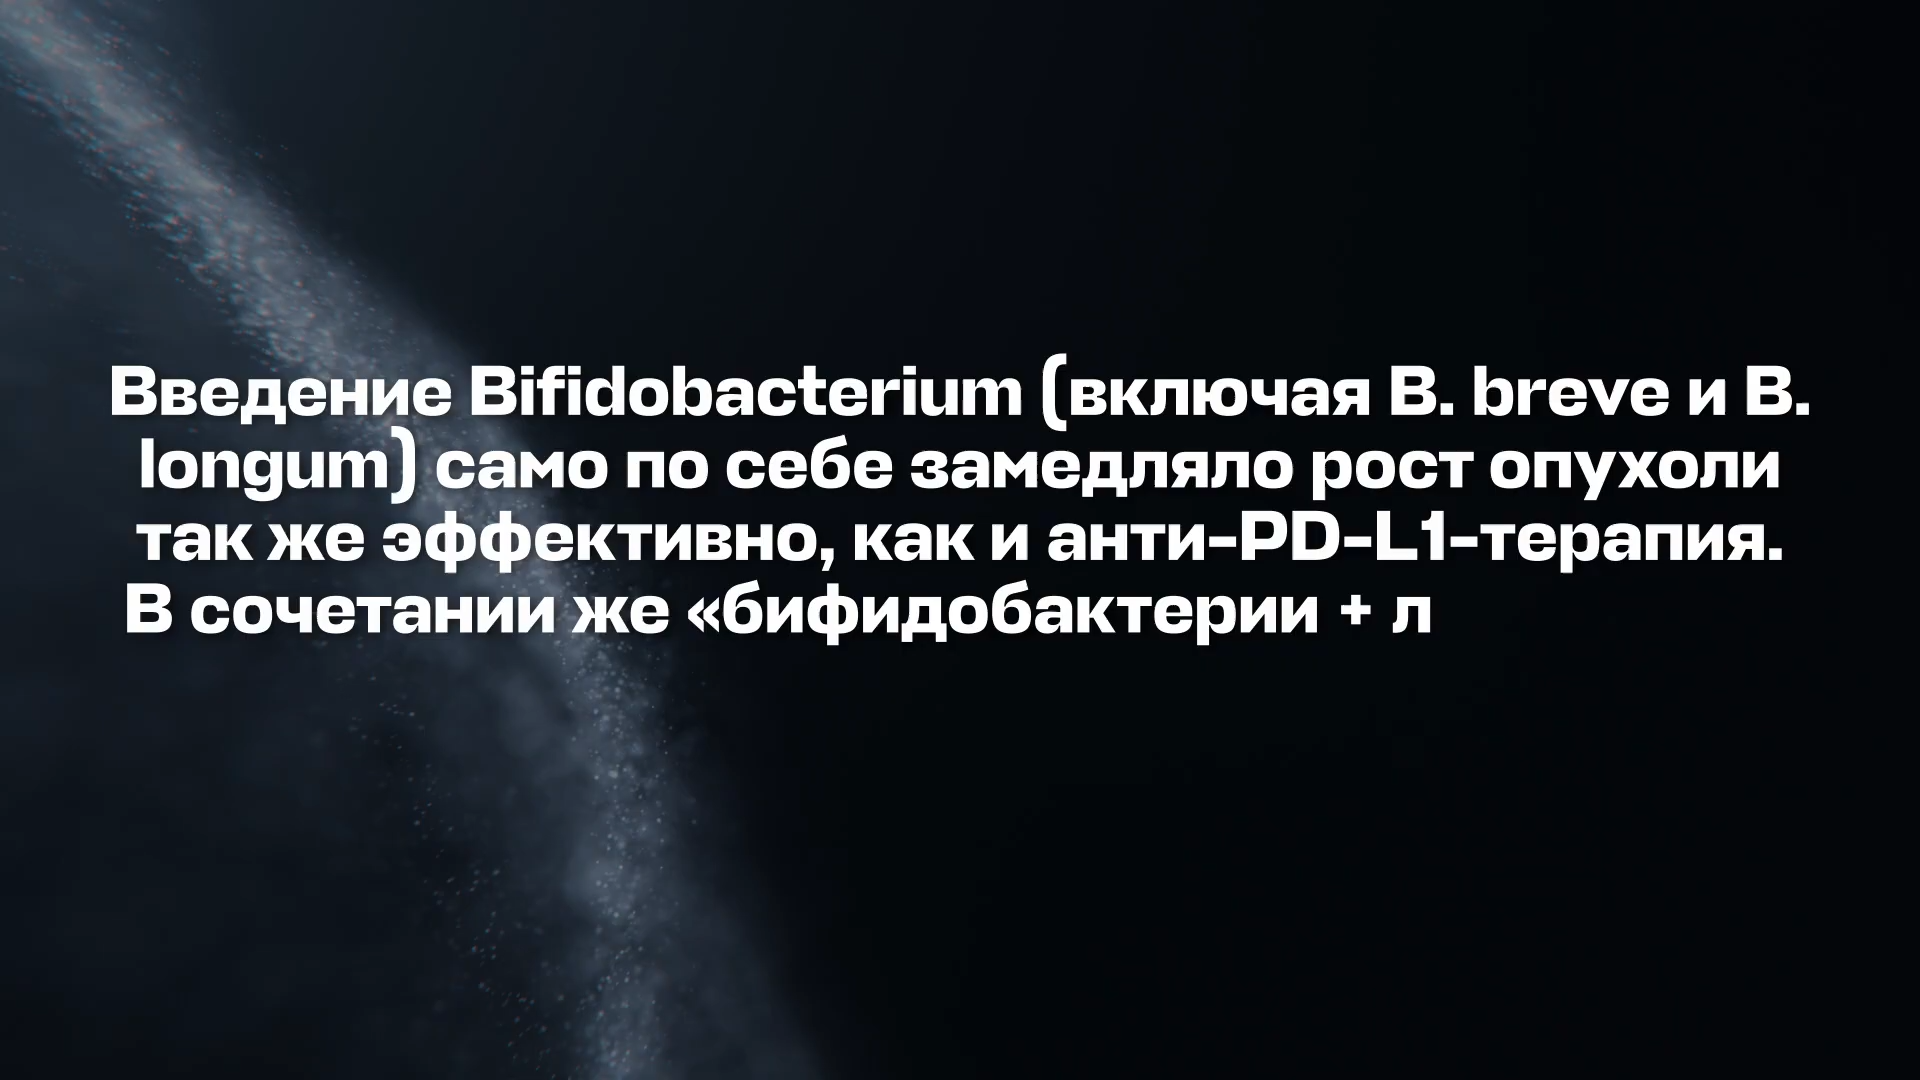 Введение Bifidobacterium (включая B. breve и B.
longum) само по себе замедляло рост опухоли
так же эффективно, как и анти-PD-L1-терапия.
В сочетании же «бифидобактерии + л